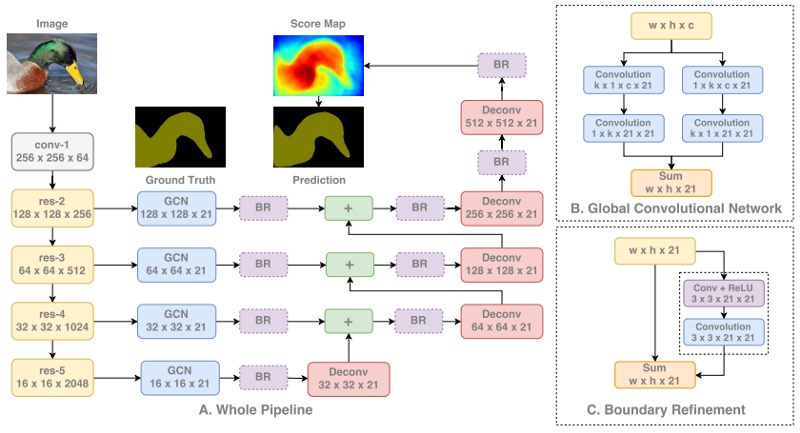 Image
Score Map
BR
conv-1
256 x 256 x 64
Ground Truth
Prediction
Deconv
512 x 512 x 21
BR
res-2
128 x 128 x 256
GCN
128 x 128 x 21
BR
+
BR
Deconv
256 x 256 x 21
res-3
64 x 64 x 512
GCN
64 x 64 x 21
BR
+
BR
Deconv
128 x 128 x 21
res-4
32 x 32 x 1024
GCN
32 x 32 x 21
BR
+
BR
Deconv
64 x 64 x 21
res-5
16 x 16 x 2048
GCN
16 x 16 x 21
BR
Deconv
32 x 32 x 21
A. Whole Pipeline
w x h x c
Convolution
k x 1 x c x 21
Convolution
1 x k x c x 21
Convolution
1 x k x 21 x 21
Convolution
k x 1 x 21 x 21
Sum
w x h x 21
B. Global Convolutional Network
w x h x 21
Conv + ReLU
3 x 3 x 21 x 21
Convolution
3 x 3 x 21 x 21
Sum
w x h x 21
C. Boundary Refinement